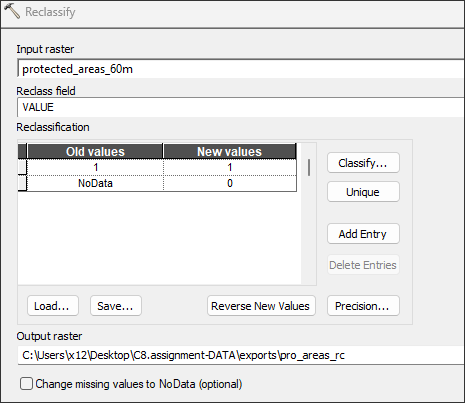 Reclassify
Input raster
protected_areas_60m
Reclass field
VALUE
Reclassification
Old values New values
1 1
NoData 0
Classify...
Unique
Add Entry
Delete Entries
Load... Save... Reverse New Values Precision...
Output raster
C:\Users\x12\Desktop\C8.assignment-DATA\exports\pro_areas_rc
Change missing values to NoData (optional)